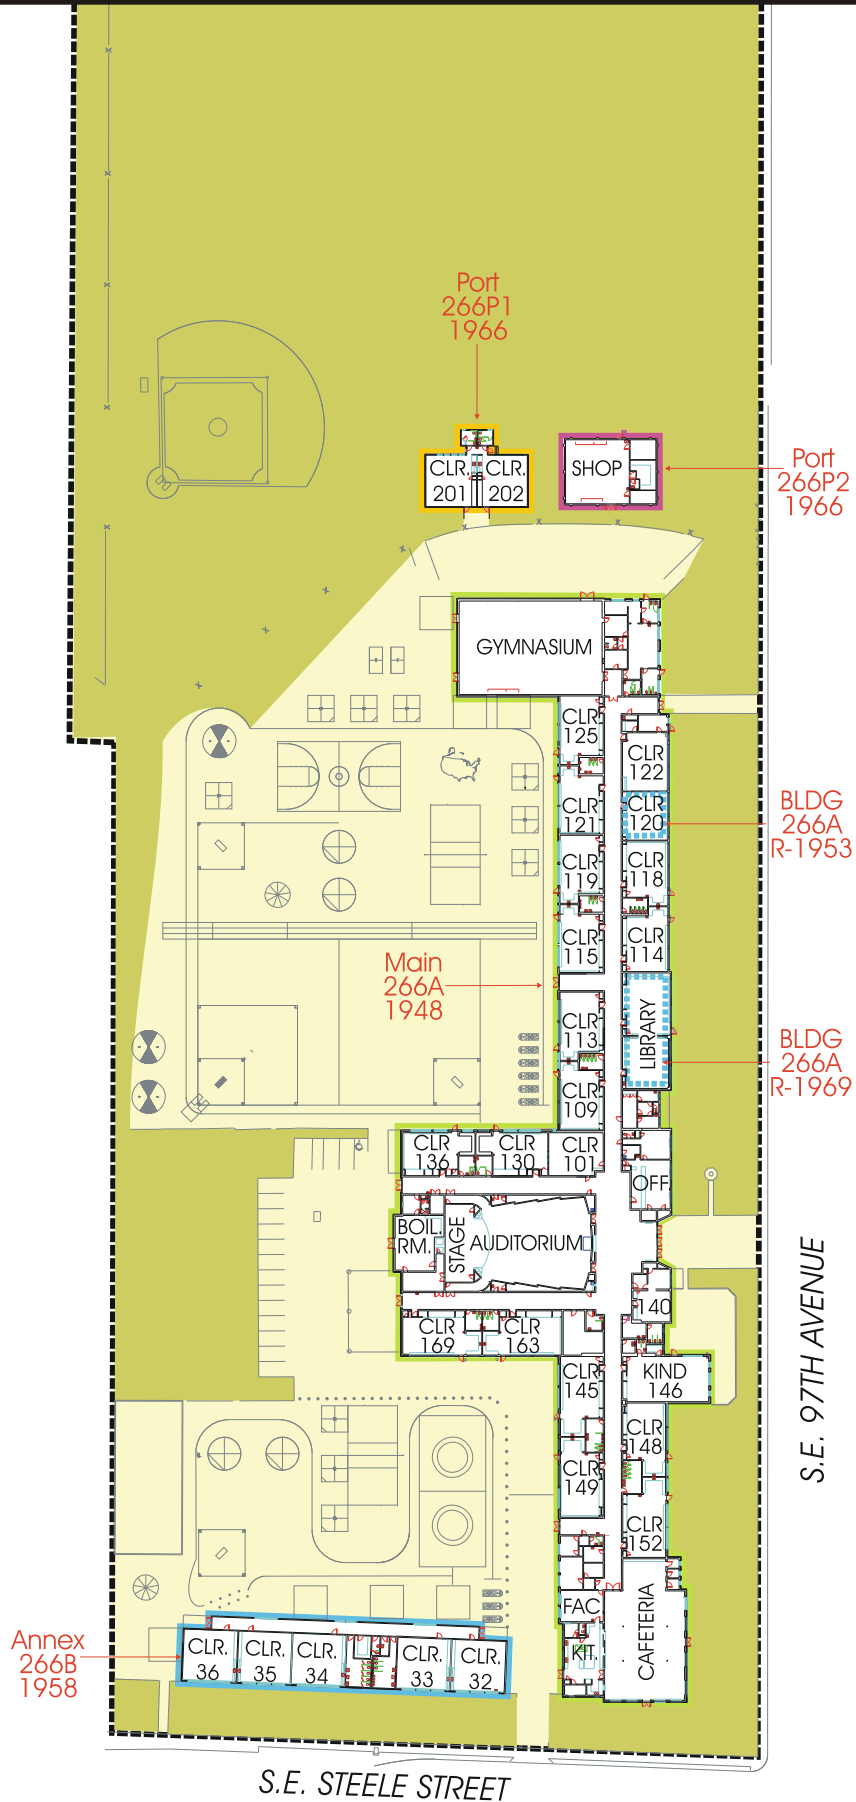 Port
266P1
1966
CLR.
201
CLR.
202
SHOP
Port
266P2
1966
GYMNASIUM
CLR
125
CLR
122
CLR
121
CLR
120
BLDG
266A
R-1953
CLR
119
CLR
118
CLR
115
CLR
114
Main
266A
1948
CLR
113
LIBRARY
BLDG
266A
R-1969
CLR
109
CLR
136
CLR
130
CLR
101
OFF.
BOIL.
RM.
STAGE
AUDITORIUM
140
CLR
169
CLR
163
CLR
145
KIND
146
CLR
148
CLR
149
CLR
152
S.E. 97TH AVENUE
FAC
KIT.
CAFETERIA
Annex
266B
1958
CLR.
36
CLR.
35
CLR.
34
CLR.
33
CLR.
32
S.E. STEELE STREET